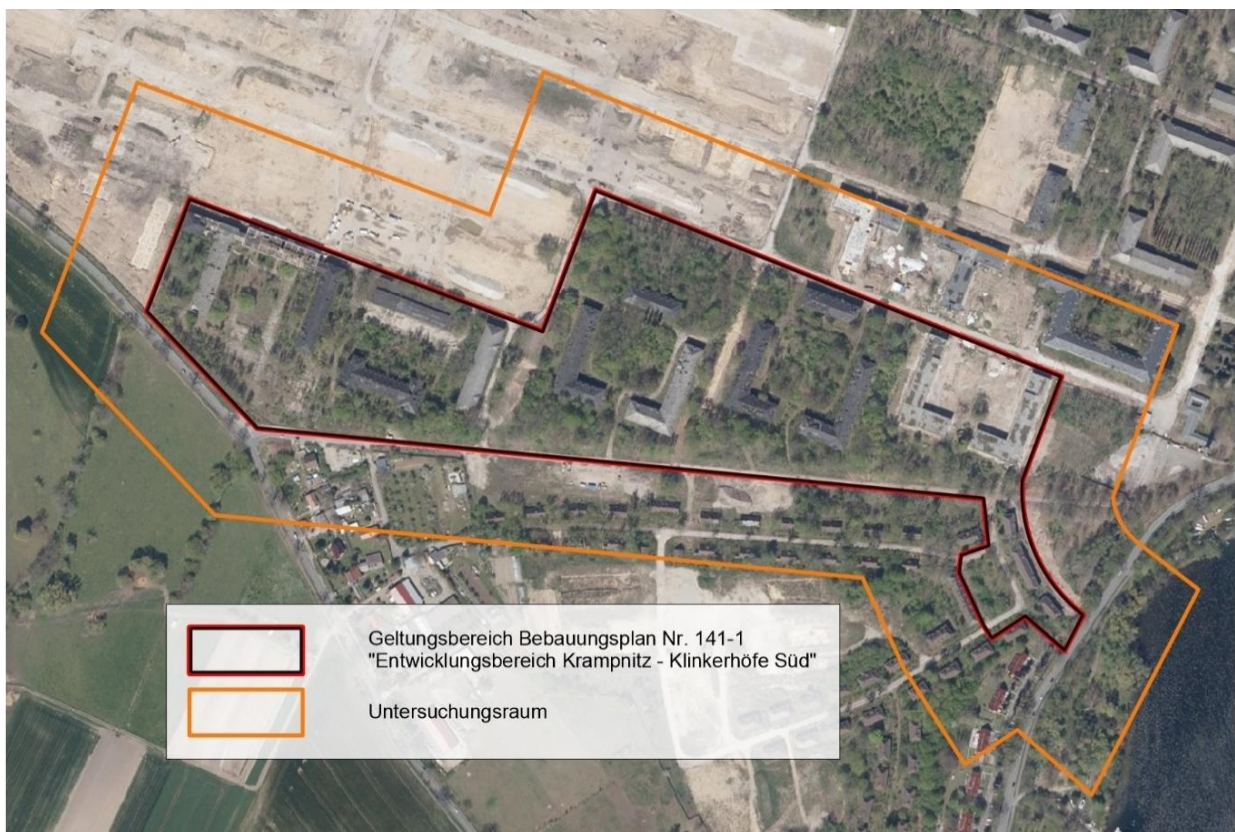 Geltungsbereich Bebauungsplan Nr. 141-1
"Entwicklungsbereich Krampnitz - Klinkerhöfe Süd"
Untersuchungsraum